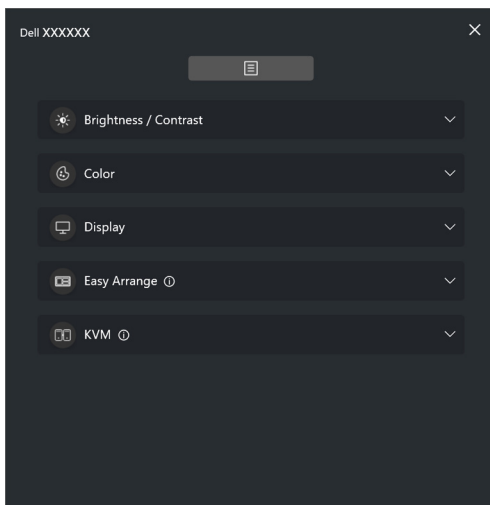 Dell XXXXXX
Brightness / Contrast
Color
Display
Easy Arrange
KVM